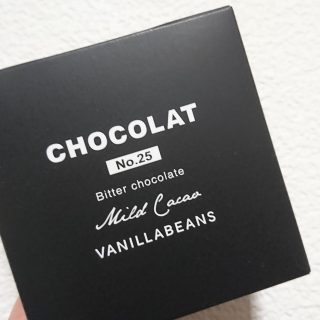 CHOCOLAT
No.25
Bitter chocolate
Mild Cacao
VANILLABEANS